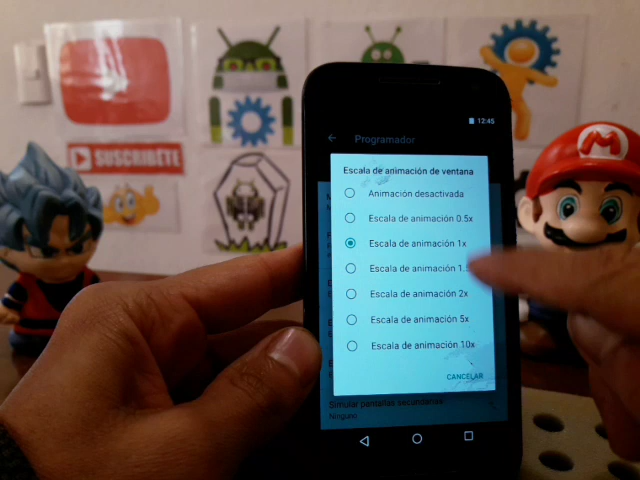 SUSCRIBÉTE
12:45
Programador
Escala de animación de ventana
Animación desactivada
Escala de animación 0.5x
Escala de animación 1x
Escala de animación 1.5
Escala de animación 2x
Escala de animación 5x
Escala de animación 10x
CANCELAR
Simular pantallas secundarias
Ninguno
M